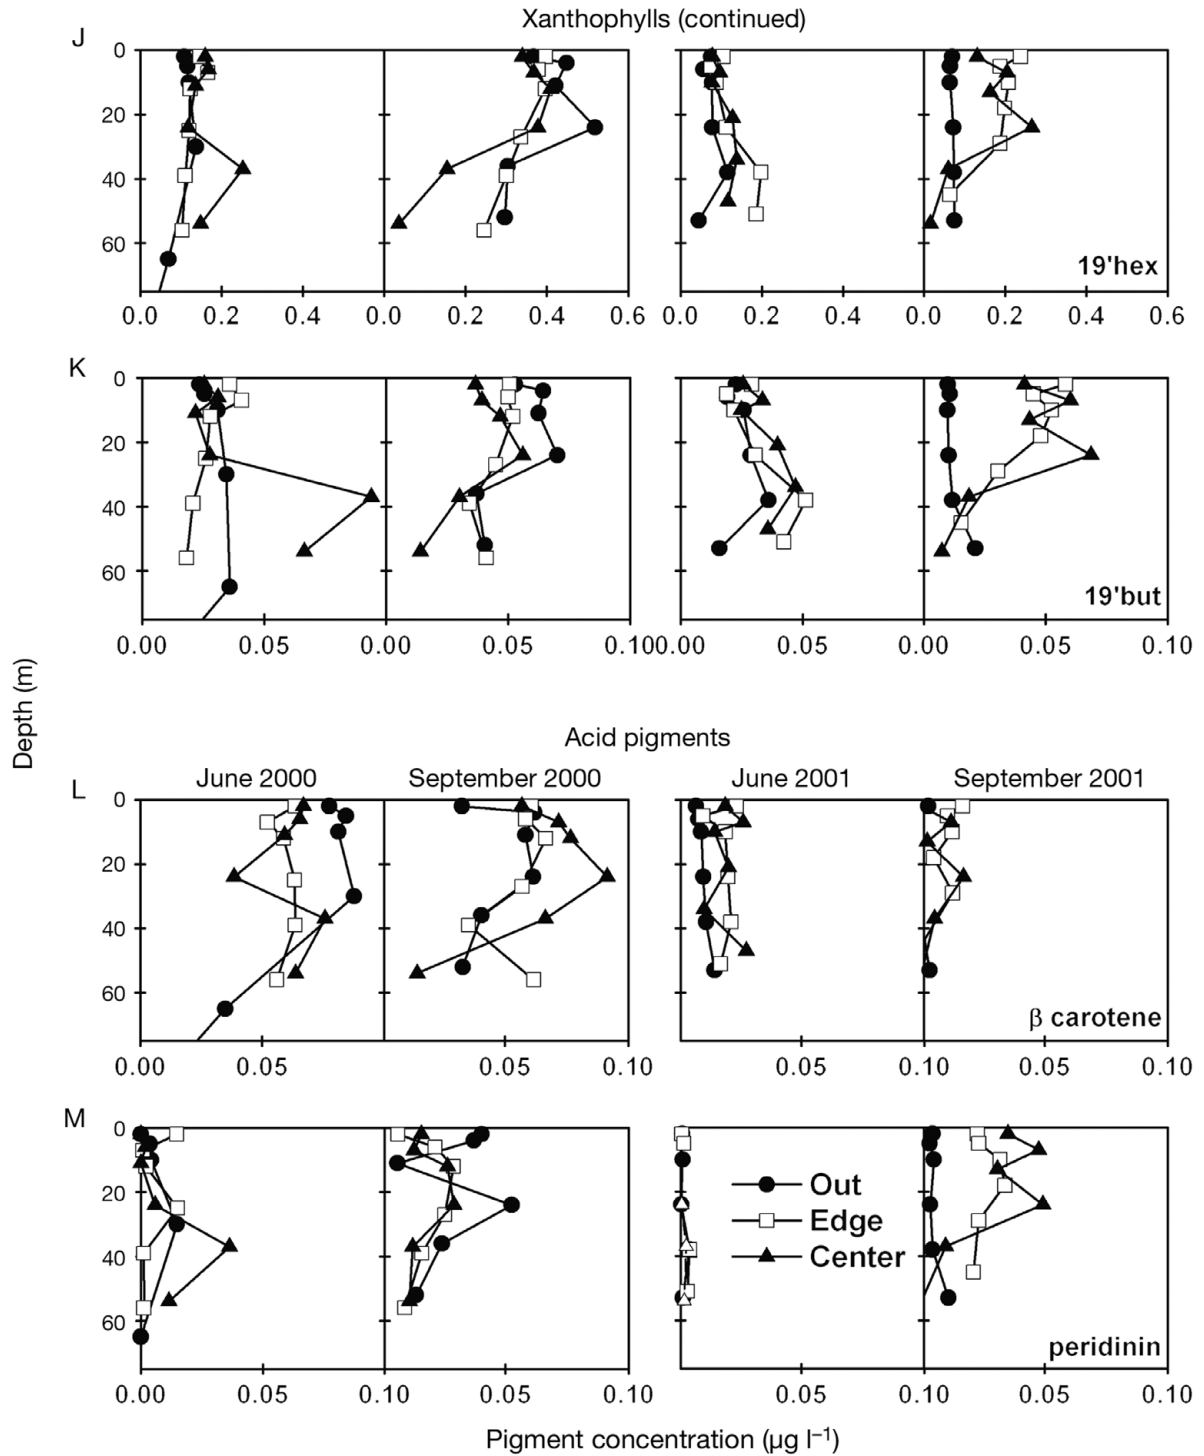 Xanthophylls (continued)
J
0
20
40
60
19'hex
0.0 0.2 0.4 0.0 0.2 0.4 0.6 0.0 0.2 0.4 0.0 0.2 0.4 0.6
K
0
20
40
60
19'but
0.00 0.05 0.00 0.05 0.100.00 0.05 0.00 0.05 0.10
Depth (m)
Acid pigments
June 2000 September 2000 June 2001 September 2001
L
0
20
40
60
β carotene
0.00 0.05 0.05 0.10 0.05 0.10 0.05 0.10
M
0
20
40
60
Out
Edge
Center
peridinin
0.00 0.05 0.10 0.05 0.10 0.05 0.10 0.05 0.10
Pigment concentration (µg l⁻¹)